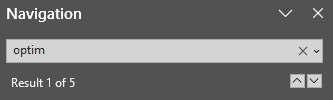 Navigation
optim
Result 1 of 5